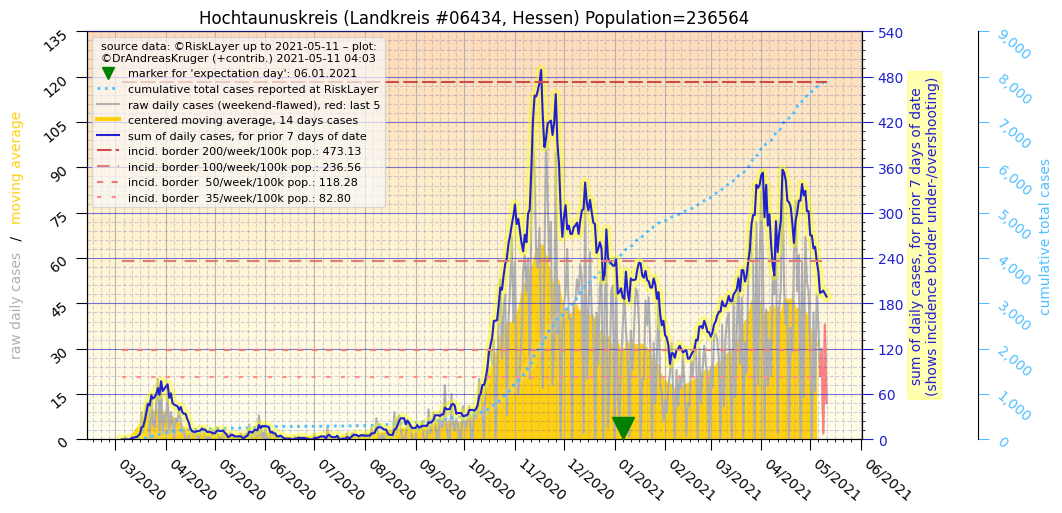 Hochtaunuskreis (Landkreis #06434, Hessen) Population=236564
source data: ©RiskLayer up to 2021-05-11 – plot:
©DrAndreasKruger (+contrib.) 2021-05-11 04:03
marker for 'expectation day': 06.01.2021
cumulative total cases reported at RiskLayer
raw daily cases (weekend-flawed), red: last 5
centered moving average, 14 days cases
sum of daily cases, for prior 7 days of date
incid. border 200/week/100k pop.: 473.13
incid. border 100/week/100k pop.: 236.56
incid. border  50/week/100k pop.: 118.28
incid. border  35/week/100k pop.: 82.80
raw daily cases / moving average
135
120
105
90
75
60
45
30
15
0
540
480
420
360
300
240
180
120
60
0
sum of daily cases, for prior 7 days of date
(shows incidence border under-/overshooting)
9,000
8,000
7,000
6,000
5,000
4,000
3,000
2,000
1,000
0
cumulative total cases
03/2020
04/2020
05/2020
06/2020
07/2020
08/2020
09/2020
10/2020
11/2020
12/2020
01/2021
02/2021
03/2021
04/2021
05/2021
06/2021